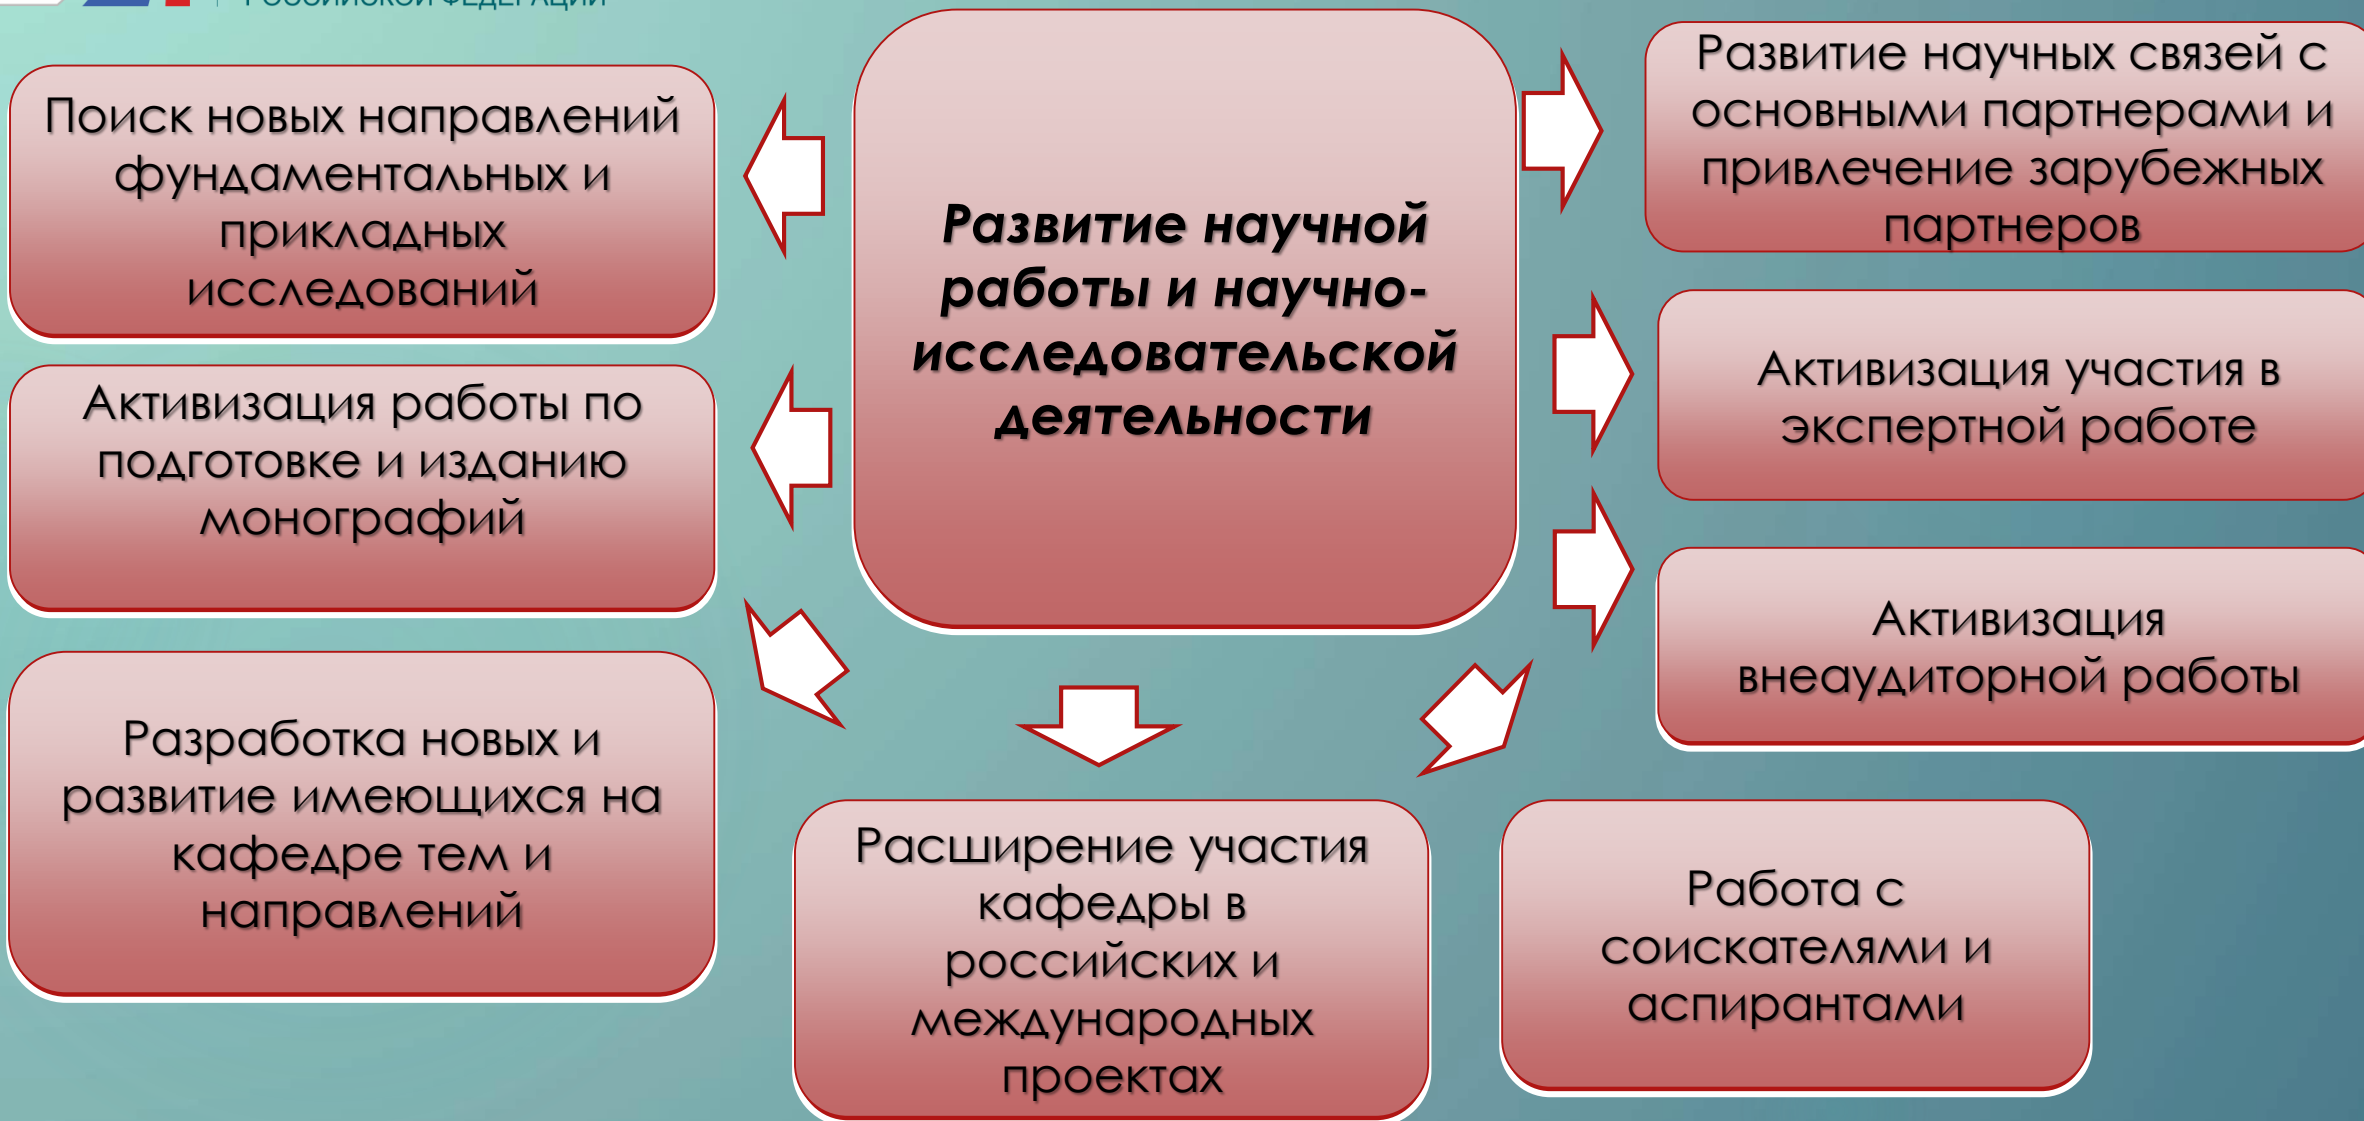 РОССИЙСКОЙ ФЕДЕРАЦИИ
Поиск новых направлений
фундаментальных и
прикладных
исследований
Активизация работы по
подготовке и изданию
монографий
Разработка новых и
развитие имеющихся на
кафедре тем и
направлений
Развитие научной
работы и научно-
исследовательской
деятельности
Расширение участия
кафедры в
российских и
международных
проектах
Развитие научных связей с
основными партнерами и
привлечение зарубежных
партнеров
Активизация участия в
экспертной работе
Активизация
внеаудиторной работы
Работа с
соискателями и
аспирантами